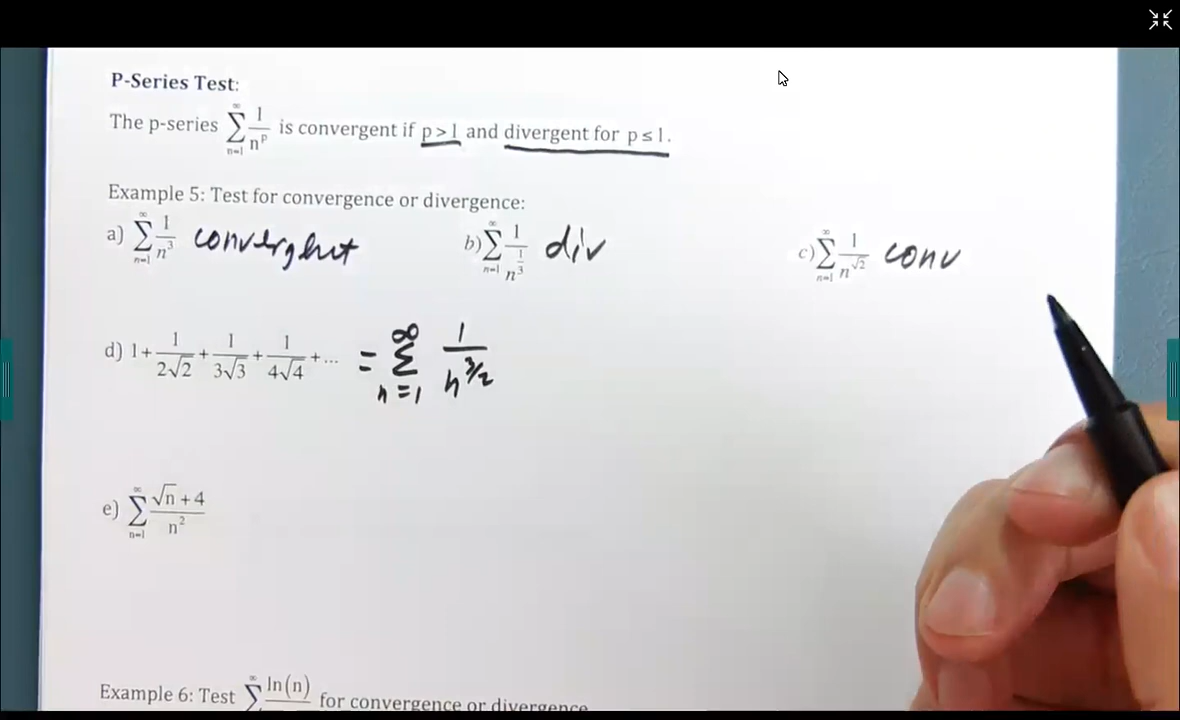 P-Series Test:
The p-series ∑_{n=1}^{∞} 1/n^p is convergent if p > 1 and divergent for p ≤ 1.
Example 5: Test for convergence or divergence:
a) ∑_{n=1}^{∞} 1/n^3 converghnt b) ∑_{n=1}^{∞} 1/n^{1/3} div c) ∑_{n=1}^{∞} 1/n^{√2} conv
d) 1 + 1/(2√2) + 1/(3√3) + 1/(4√4) + ... = ∑_{n=1}^{∞} 1/n^{3/2}
e) ∑_{n=1}^{∞} (√n + 4)/n^2
Example 6: Test ∑^{∞} ln(n) for convergence or divergence